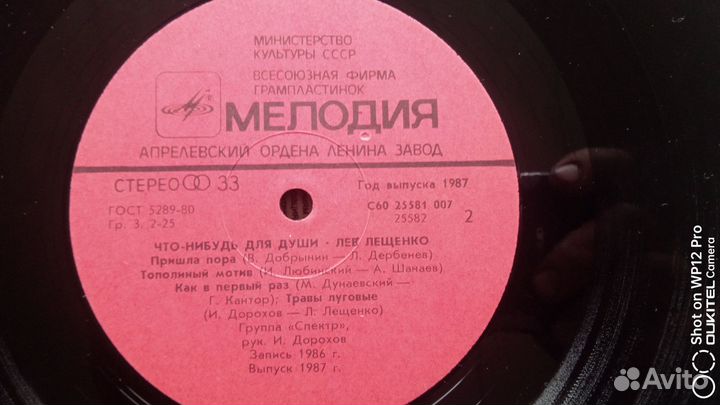 МИНИСТЕРСТВО
КУЛЬТУРЫ СССР
ВСЕСОЮЗНАЯ ФИРМА
ГРАМПЛАСТИНОК
МЕЛОДИЯ
АПРЕЛЕВСКИЙ ОРДЕНА ЛЕНИНА ЗАВОД
СТЕРЕО 33
Год выпуска 1987
ГОСТ 5289-80
Гр. 3. 2-25
С60 25581 007
25582
2
ЧТО-НИБУДЬ ДЛЯ ДУШИ · ЛЕВ ЛЕЩЕНКО
Пришла пора (В. Добрынин — Л. Дербенев)
Тополиный мотив (И. Любинский — А. Шачаев)
Как в первый раз (М. Дунаевский —
Г. Кантор); Травы луговые
(И. Дорохов — Л. Лещенко)
Группа «Спектр»,
рук. И. Дорохов
Запись 1986 г.
Выпуск 1987 г.
Shot on WP12 Pro
OUKITEL Camera
Avito